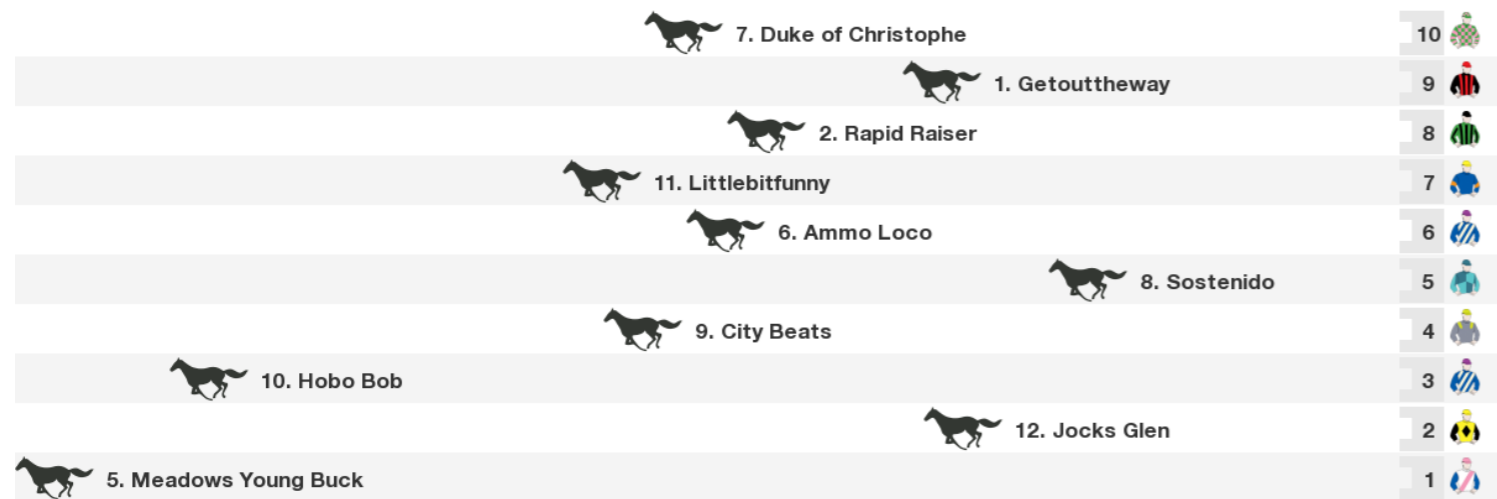 7. Duke of Christophe 10
1. Getouttheway 9
2. Rapid Raiser 8
11. Littlebitfunny 7
6. Ammo Loco 6
8. Sostenido 5
9. City Beats 4
10. Hobo Bob 3
12. Jocks Glen 2
5. Meadows Young Buck 1